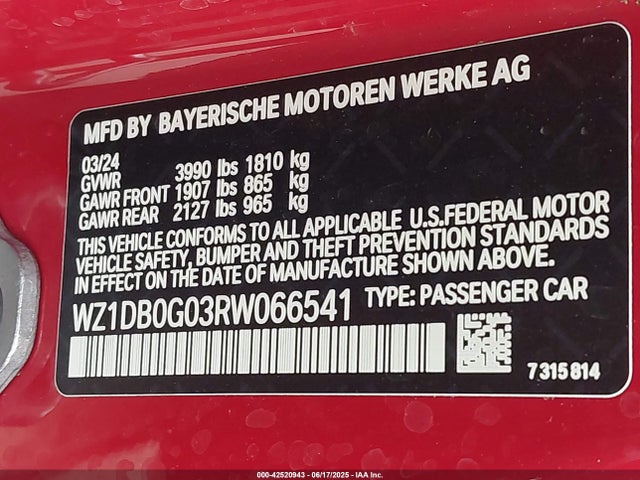 MFD BY BAYERISCHE MOTOREN WERKE AG
03/24
GVWR 3990 lbs 1810 kg
GAWR FRONT 1907 lbs 865 kg
GAWR REAR 2127 lbs 965 kg
THIS VEHICLE CONFORMS TO ALL APPLICABLE U.S.FEDERAL MOTOR
VEHICLE SAFETY, BUMPER AND THEFT PREVENTION STANDARDS
IN EFFECT ON THE DATE OF MANUFACTURE SHOWN ABOVE.
WZ1DB0G03RW066541 TYPE: PASSENGER CAR
7315814
000-42520943 - 06/17/2025 - IAA Inc.